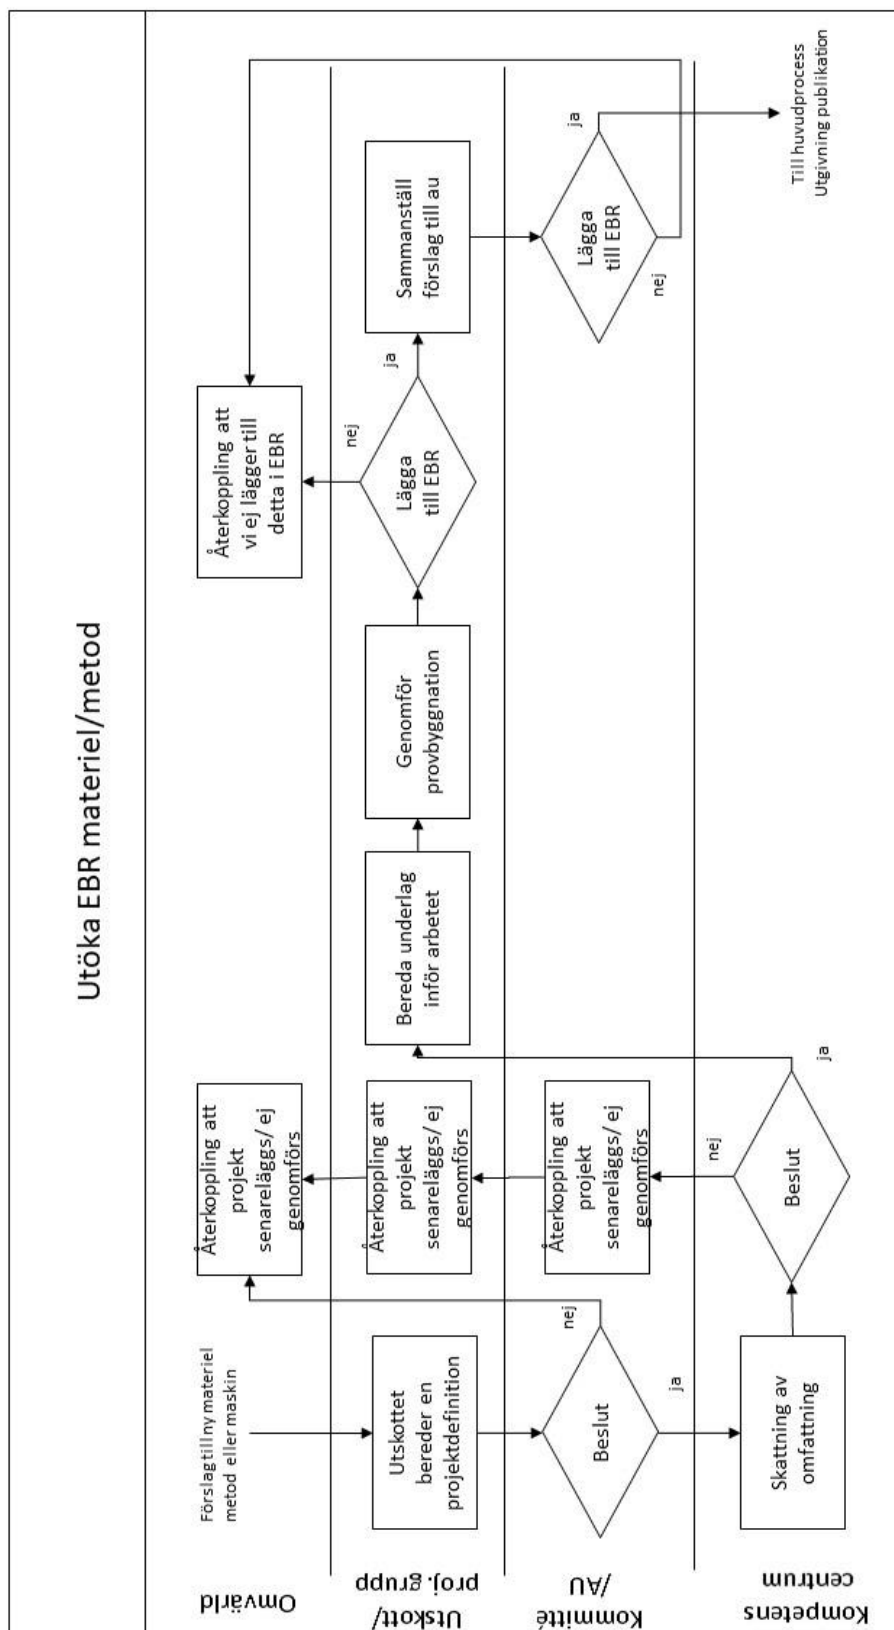 Utöka EBR materiel/metod
Omvärld
Förslag till ny materiel
metod eller maskin
Återkoppling att
projekt
senareläggs/ ej
genomförs
Återkoppling att
vi ej lägger till
detta i EBR
Utskott/
proj. grupp
Utskottet
bereder en
projektdefinition
Återkoppling att
projekt
senareläggs/ ej
genomförs
Bereda underlag
inför arbetet
Genomför
provbyggnation
Lägga
till EBR
nej
ja
Sammanställ
förslag till au
Kommitté
/AU
Beslut
nej
ja
Återkoppling att
projekt
senareläggs/ ej
genomförs
Lägga
till EBR
nej
ja
Kompetens
centrum
Skattning av
omfattning
Beslut
nej
ja
Till huvudprocess
Utgivning publikation